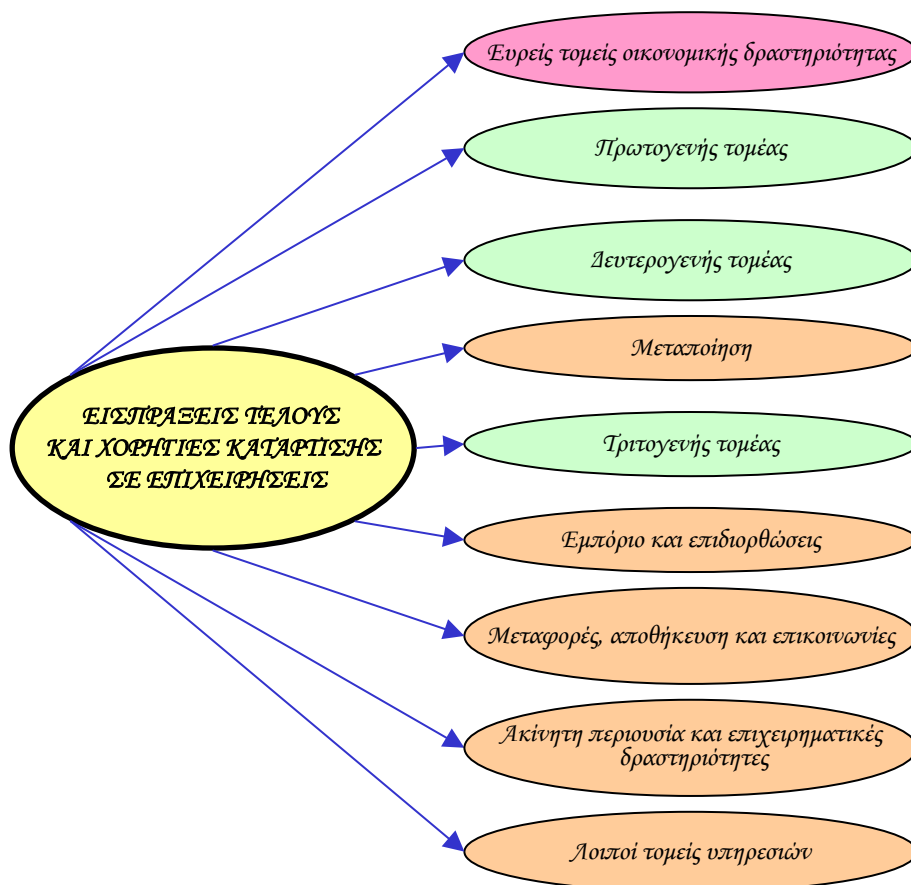 Ευρείς τομείς οικονομικής δραστηριότητας
Πρωτογενής τομέας
Δευτερογενής τομέας
Μεταποίηση
ΕΙΣΠΡΑΞΕΙΣ ΤΕΛΟΥΣ
ΚΑΙ ΧΟΡΗΓΙΕΣ ΚΑΤΑΡΤΙΣΗΣ
ΣΕ ΕΠΙΧΕΙΡΗΣΕΙΣ
Τριτογενής τομέας
Εμπόριο και επιδιορθώσεις
Μεταφορές, αποθήκευση και επικοινωνίες
Ακίνητη περιουσία και επιχειρηματικές
δραστηριότητες
Λοιποί τομείς υπηρεσιών